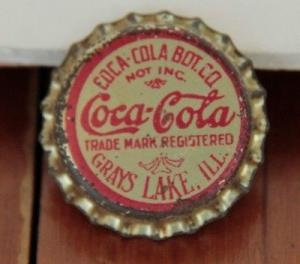 COCA-COLA BOT. CO.
NOT INC.
Coca-Cola
TRADE MARK REGISTERED
GRAYS LAKE, ILL.